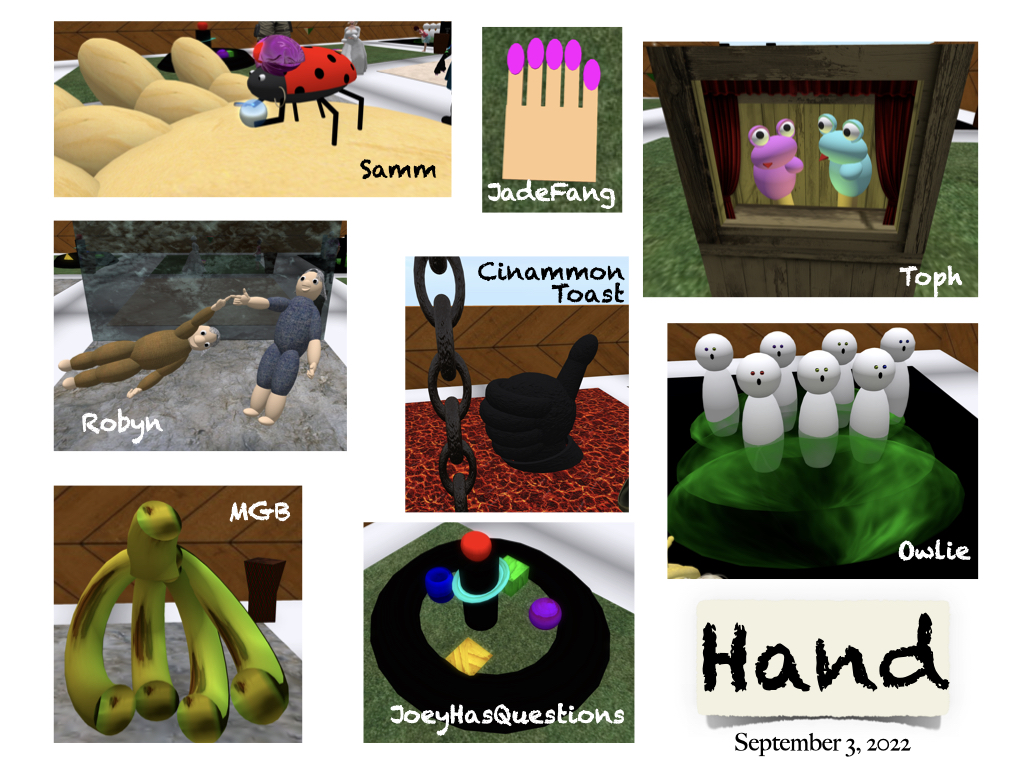 Samm
JadeFang
Toph
Robyn
Cinammon
Toast
Owlie
MGB
JoeyHasQuestions
Hand
September 3, 2022